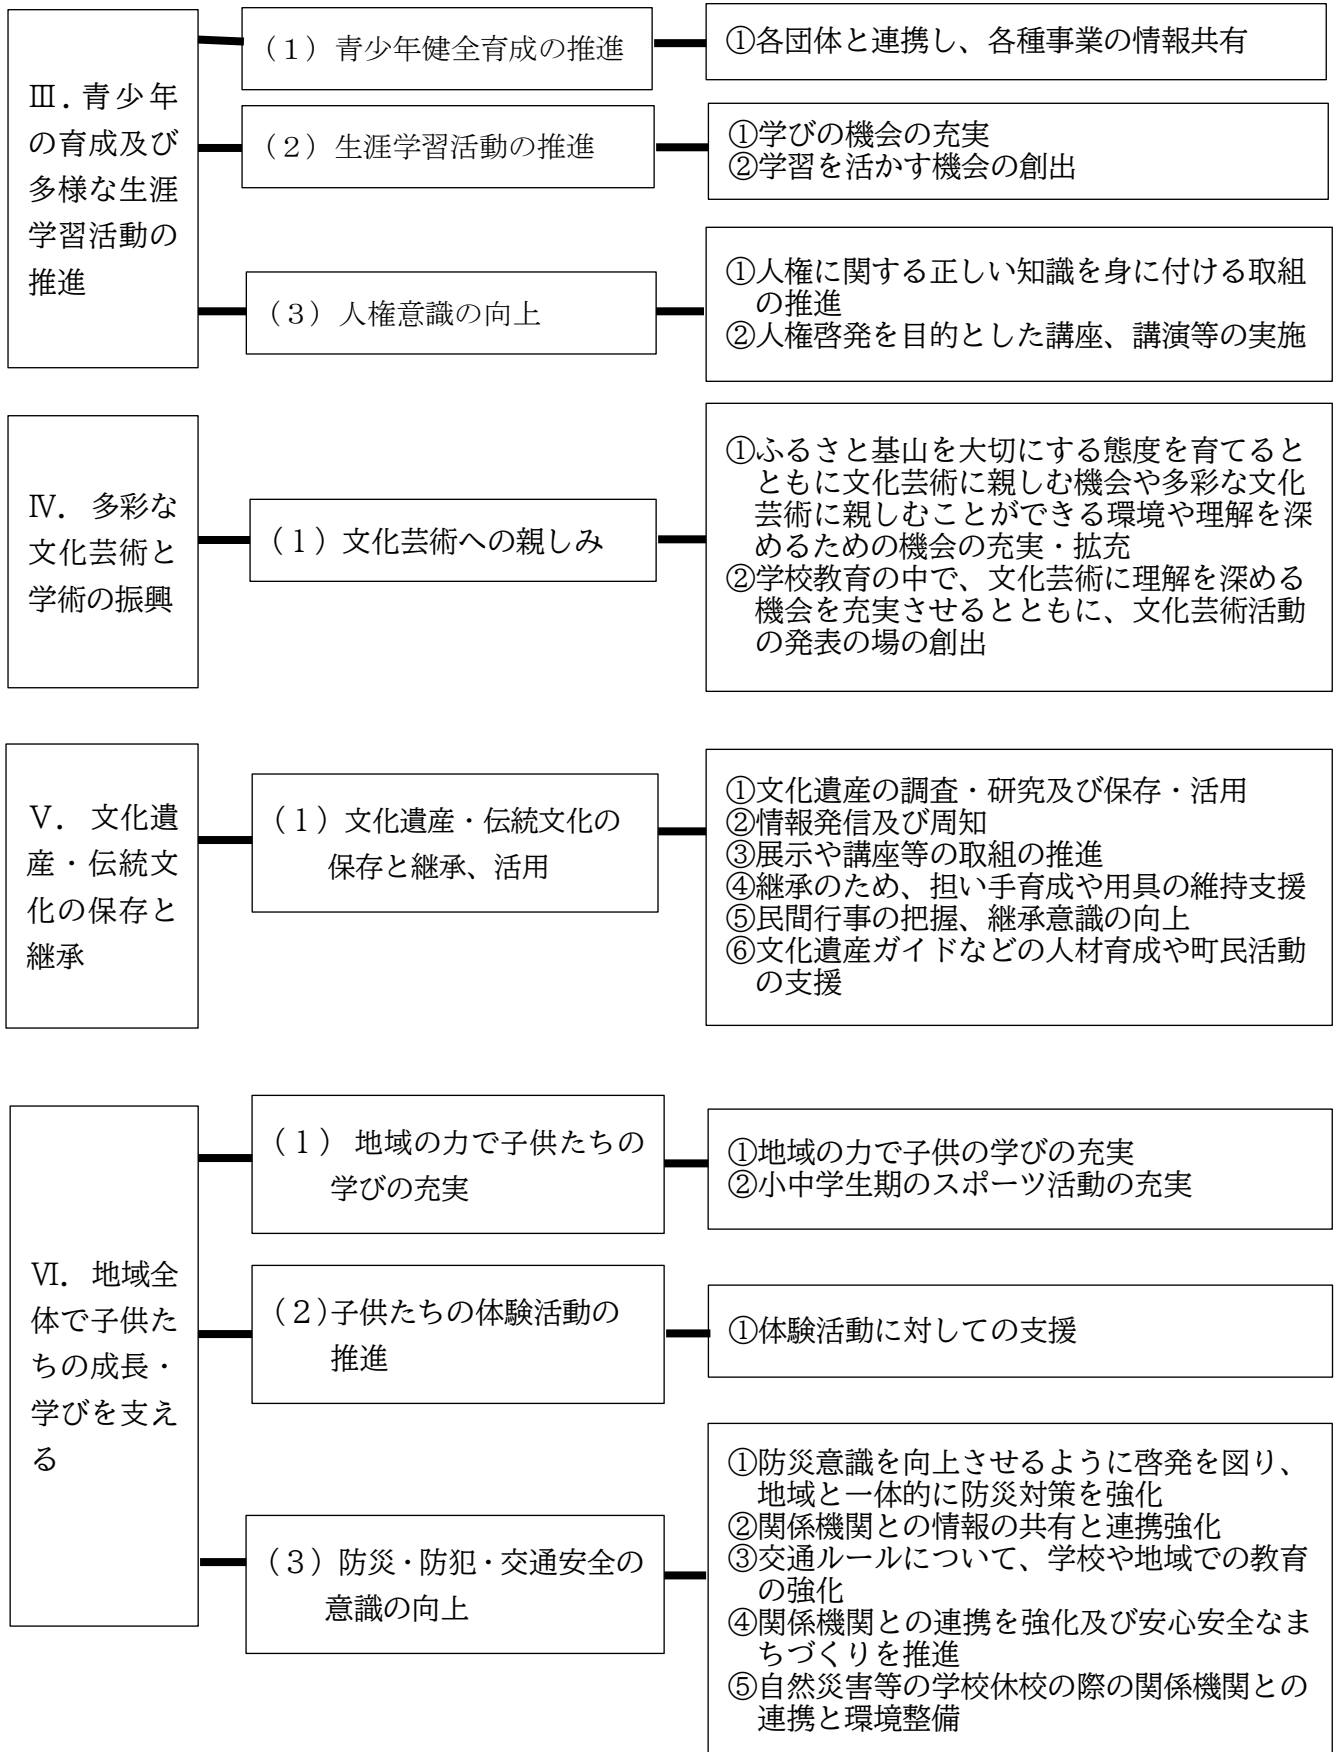 Ⅲ．青少年
の育成及び
多様な生涯
学習活動の
推進
（１）青少年健全育成の推進
①各団体と連携し、各種事業の情報共有
（２）生涯学習活動の推進
①学びの機会の充実
②学習を活かす機会の創出
（３）人権意識の向上
①人権に関する正しい知識を身に付ける取組
の推進
②人権啓発を目的とした講座、講演等の実施
Ⅳ． 多彩な
文化芸術と
学術の振興
（１）文化芸術への親しみ
①ふるさと基山を大切にする態度を育てると
ともに文化芸術に親しむ機会や多彩な文化
芸術に親しむことができる環境や理解を深
めるための機会の充実・拡充
②学校教育の中で、文化芸術に理解を深める
機会を充実させるとともに、文化芸術活動
の発表の場の創出
Ⅴ． 文化遺
産・伝統文
化の保存と
継承
（１）文化遺産・伝統文化の
保存と継承、活用
①文化遺産の調査・研究及び保存・活用
②情報発信及び周知
③展示や講座等の取組の推進
④継承のため、担い手育成や用具の維持支援
⑤民間行事の把握、継承意識の向上
⑥文化遺産ガイドなどの人材育成や町民活動
の支援
Ⅵ． 地域全
体で子供た
ちの成長・
学びを支え
る
（１） 地域の力で子供たちの
学びの充実
①地域の力で子供の学びの充実
②小中学生期のスポーツ活動の充実
（２）子供たちの体験活動の
推進
①体験活動に対しての支援
（３）防災・防犯・交通安全の
意識の向上
①防災意識を向上させるように啓発を図り、
地域と一体的に防災対策を強化
②関係機関との情報の共有と連携強化
③交通ルールについて、学校や地域での教育
の強化
④関係機関との連携を強化及び安心安全なま
ちづくりを推進
⑤自然災害等の学校休校の際の関係機関との
連携と環境整備